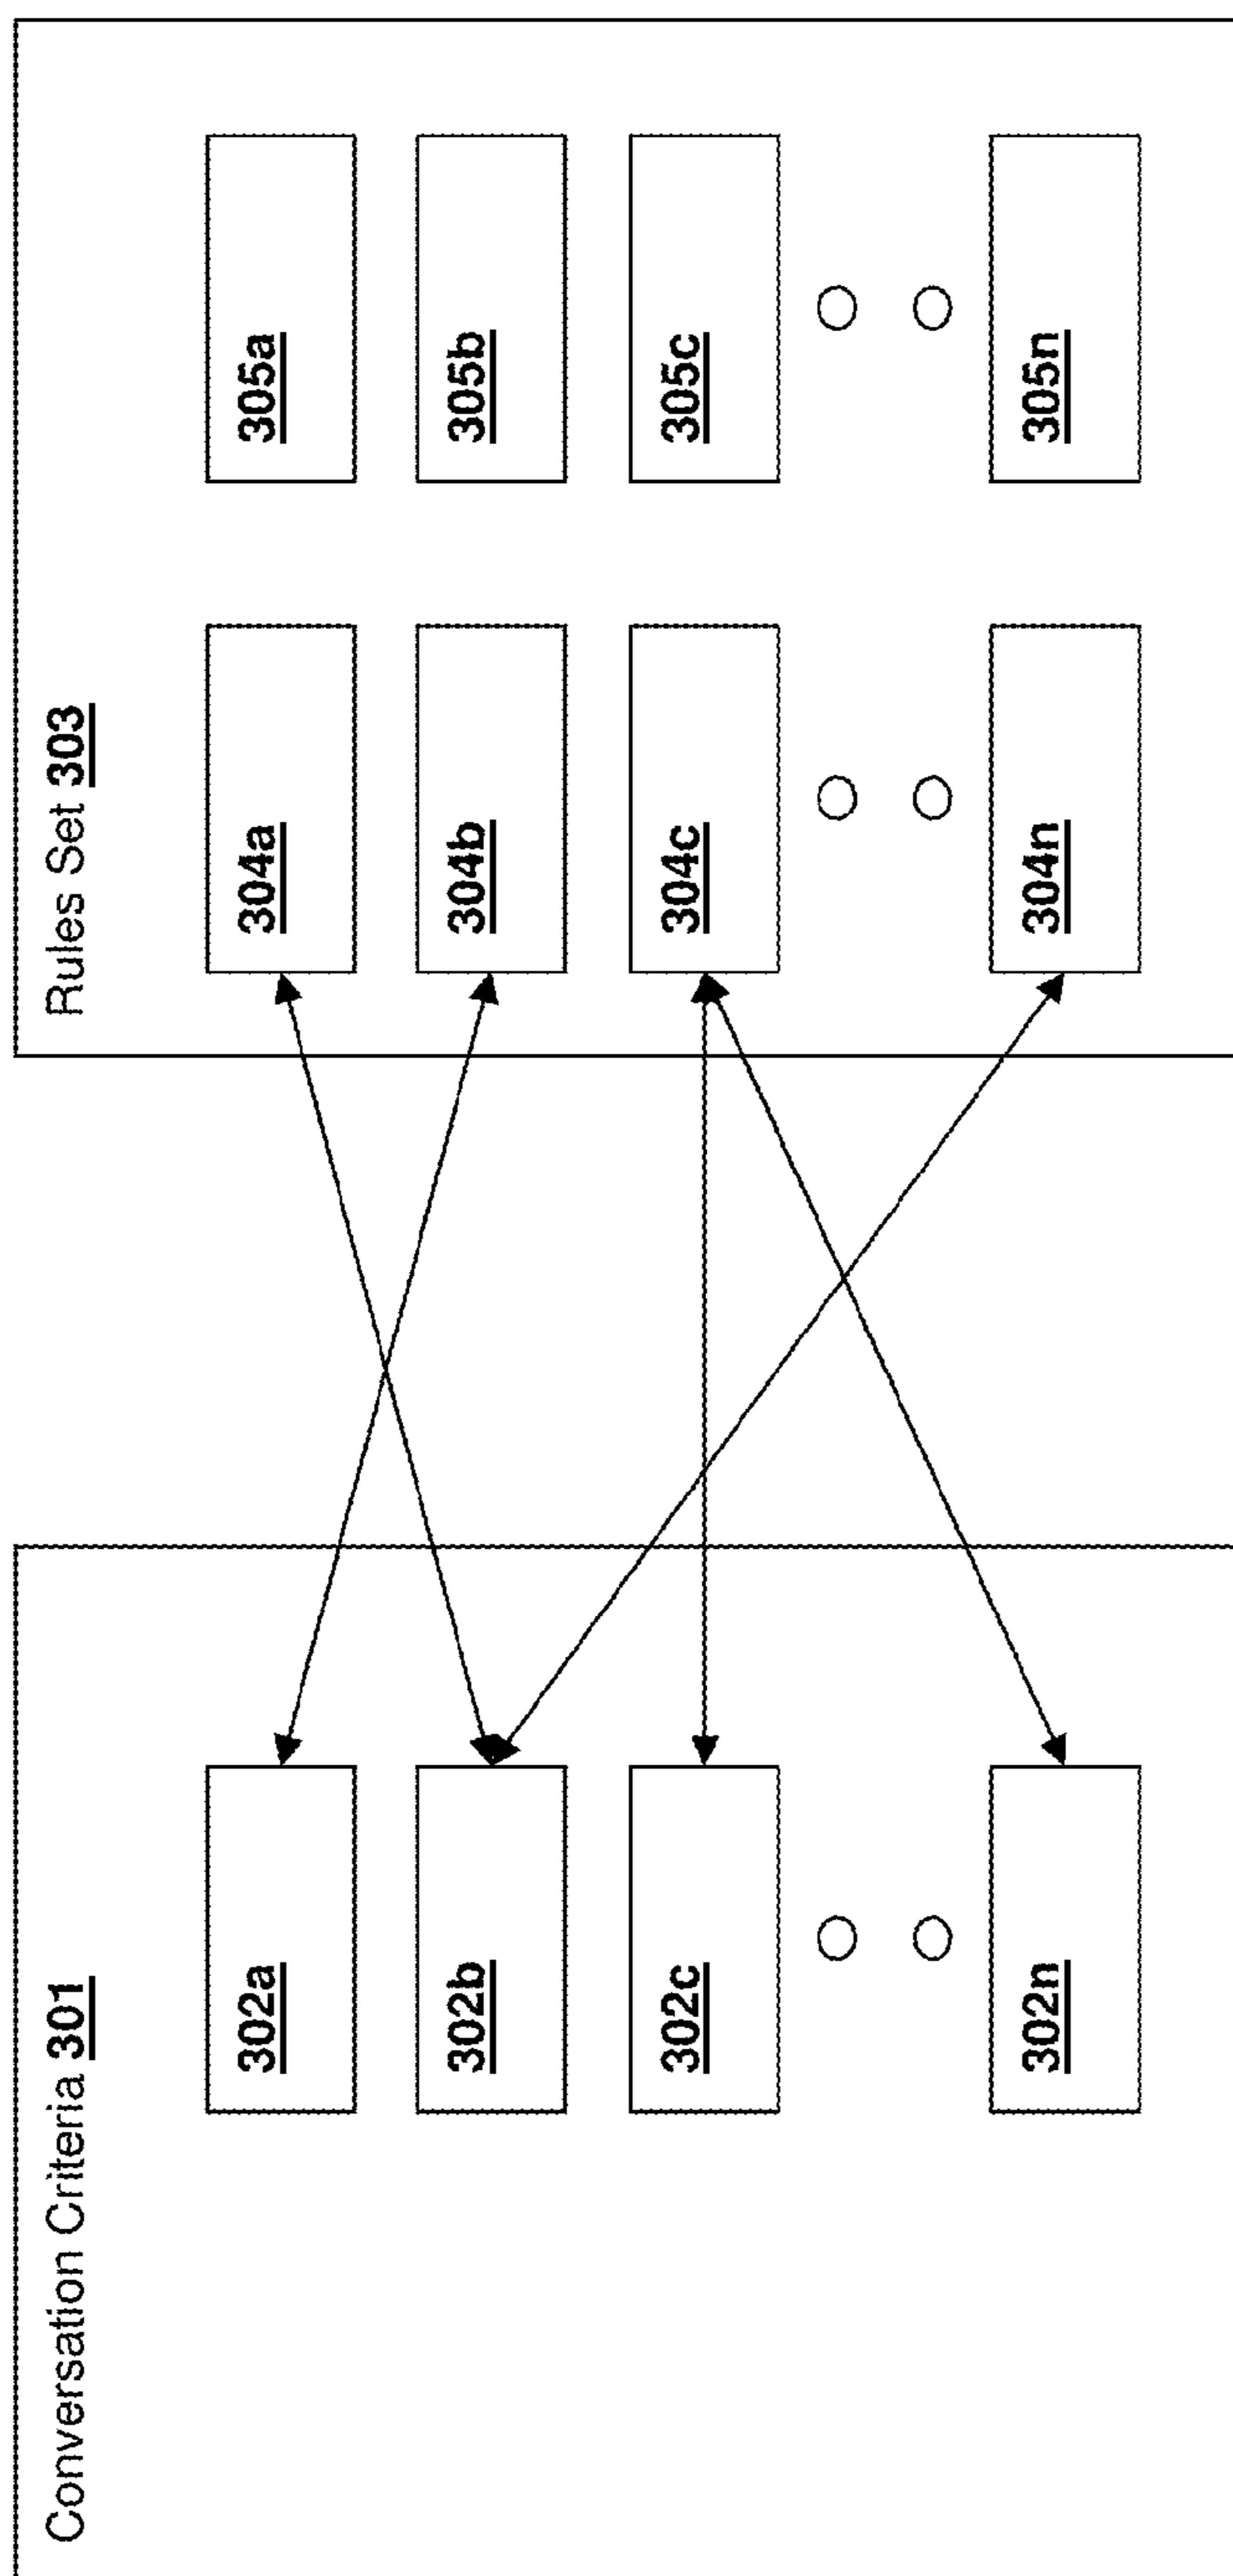 Conversation Criteria 301
302a
302b
302c
302n
Rules Set 303
304a
304b
304c
304n
305a
305b
305c
305n